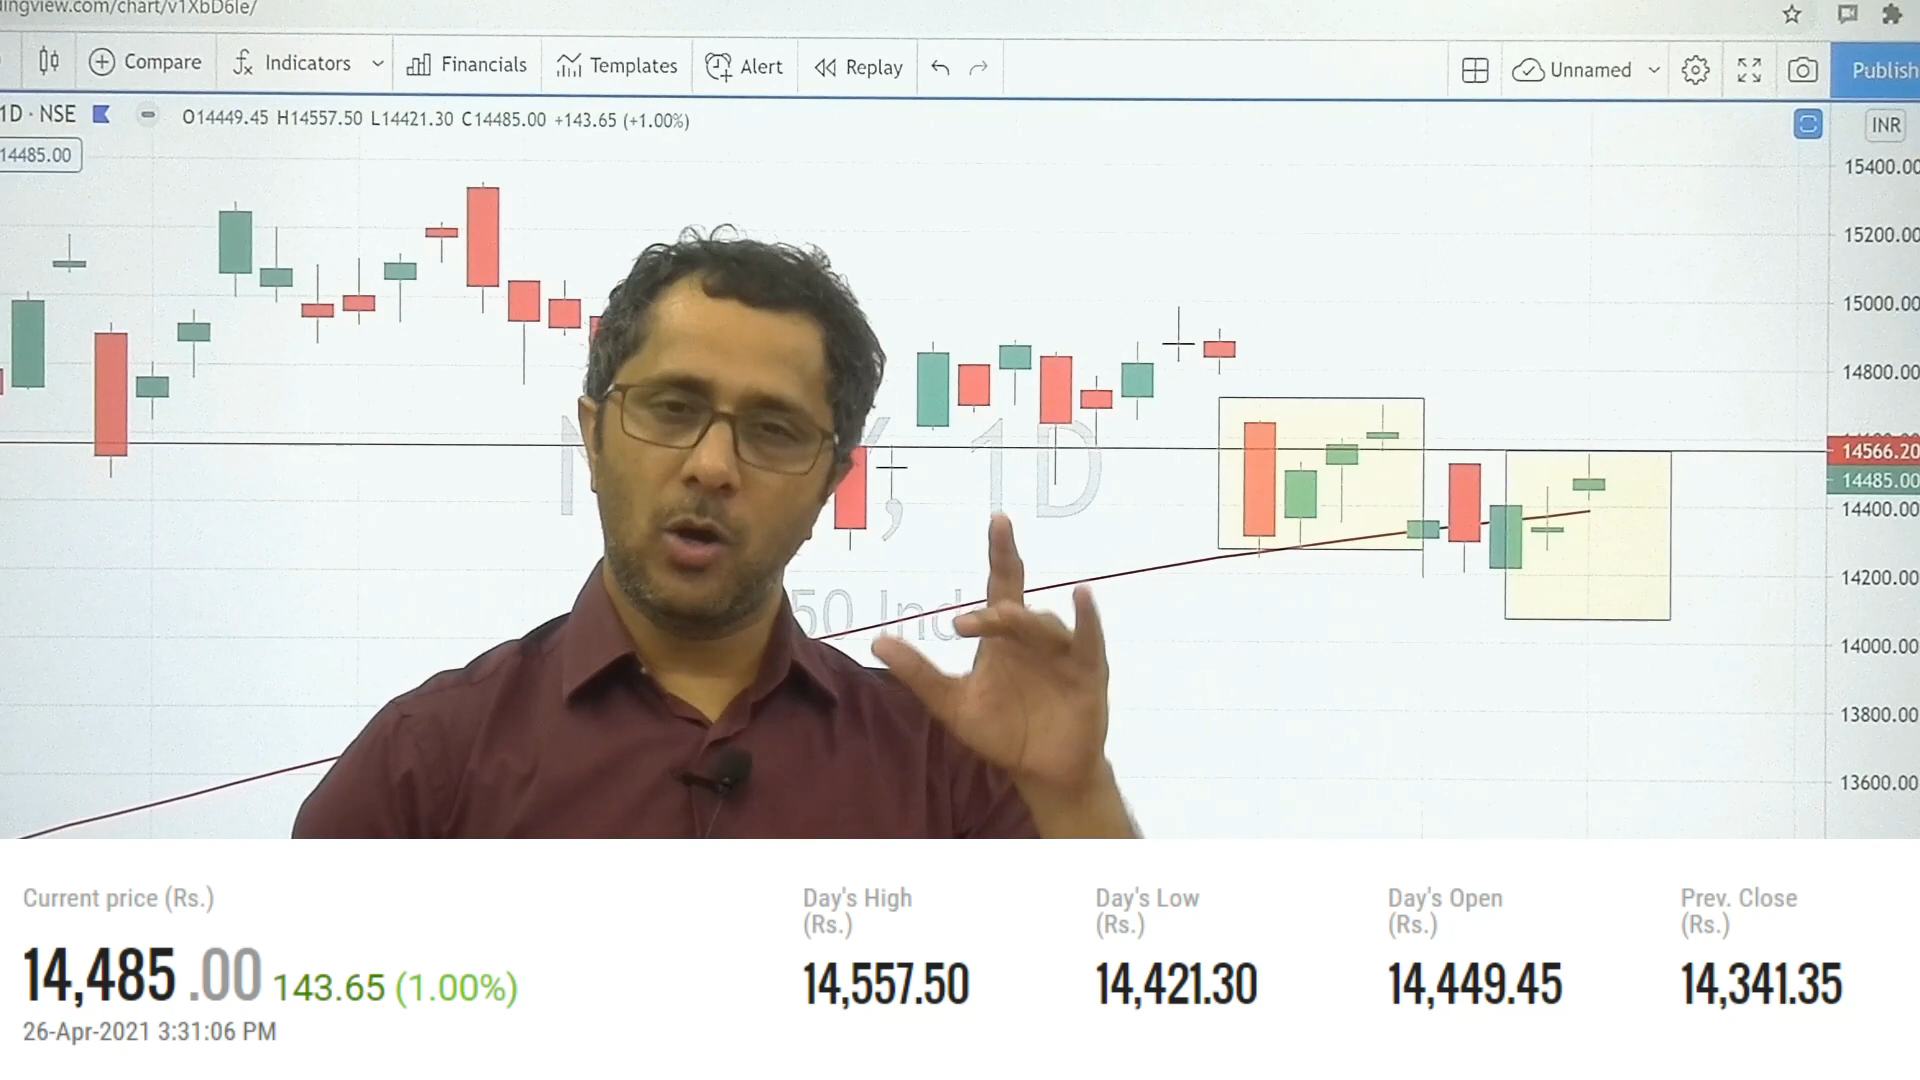 ingview.com/chart/v1XbD6Ie/
Compare
Indicators
Financials
Templates
Alert
Replay
Unnamed
Publish
1D · NSE
O14449.45 H14557.50 L14421.30 C14485.00 +143.65 (+1.00%)
INR
14485.00
15400.00
15200.00
15000.00
14800.00
14566.20
14485.00
14400.00
14200.00
14000.00
13800.00
13600.00
1D
50 Ind
Current price (Rs.)
14,485.00 143.65 (1.00%)
26-Apr-2021 3:31:06 PM
Day's High
(Rs.)
14,557.50
Day's Low
(Rs.)
14,421.30
Day's Open
(Rs.)
14,449.45
Prev. Close
(Rs.)
14,341.35